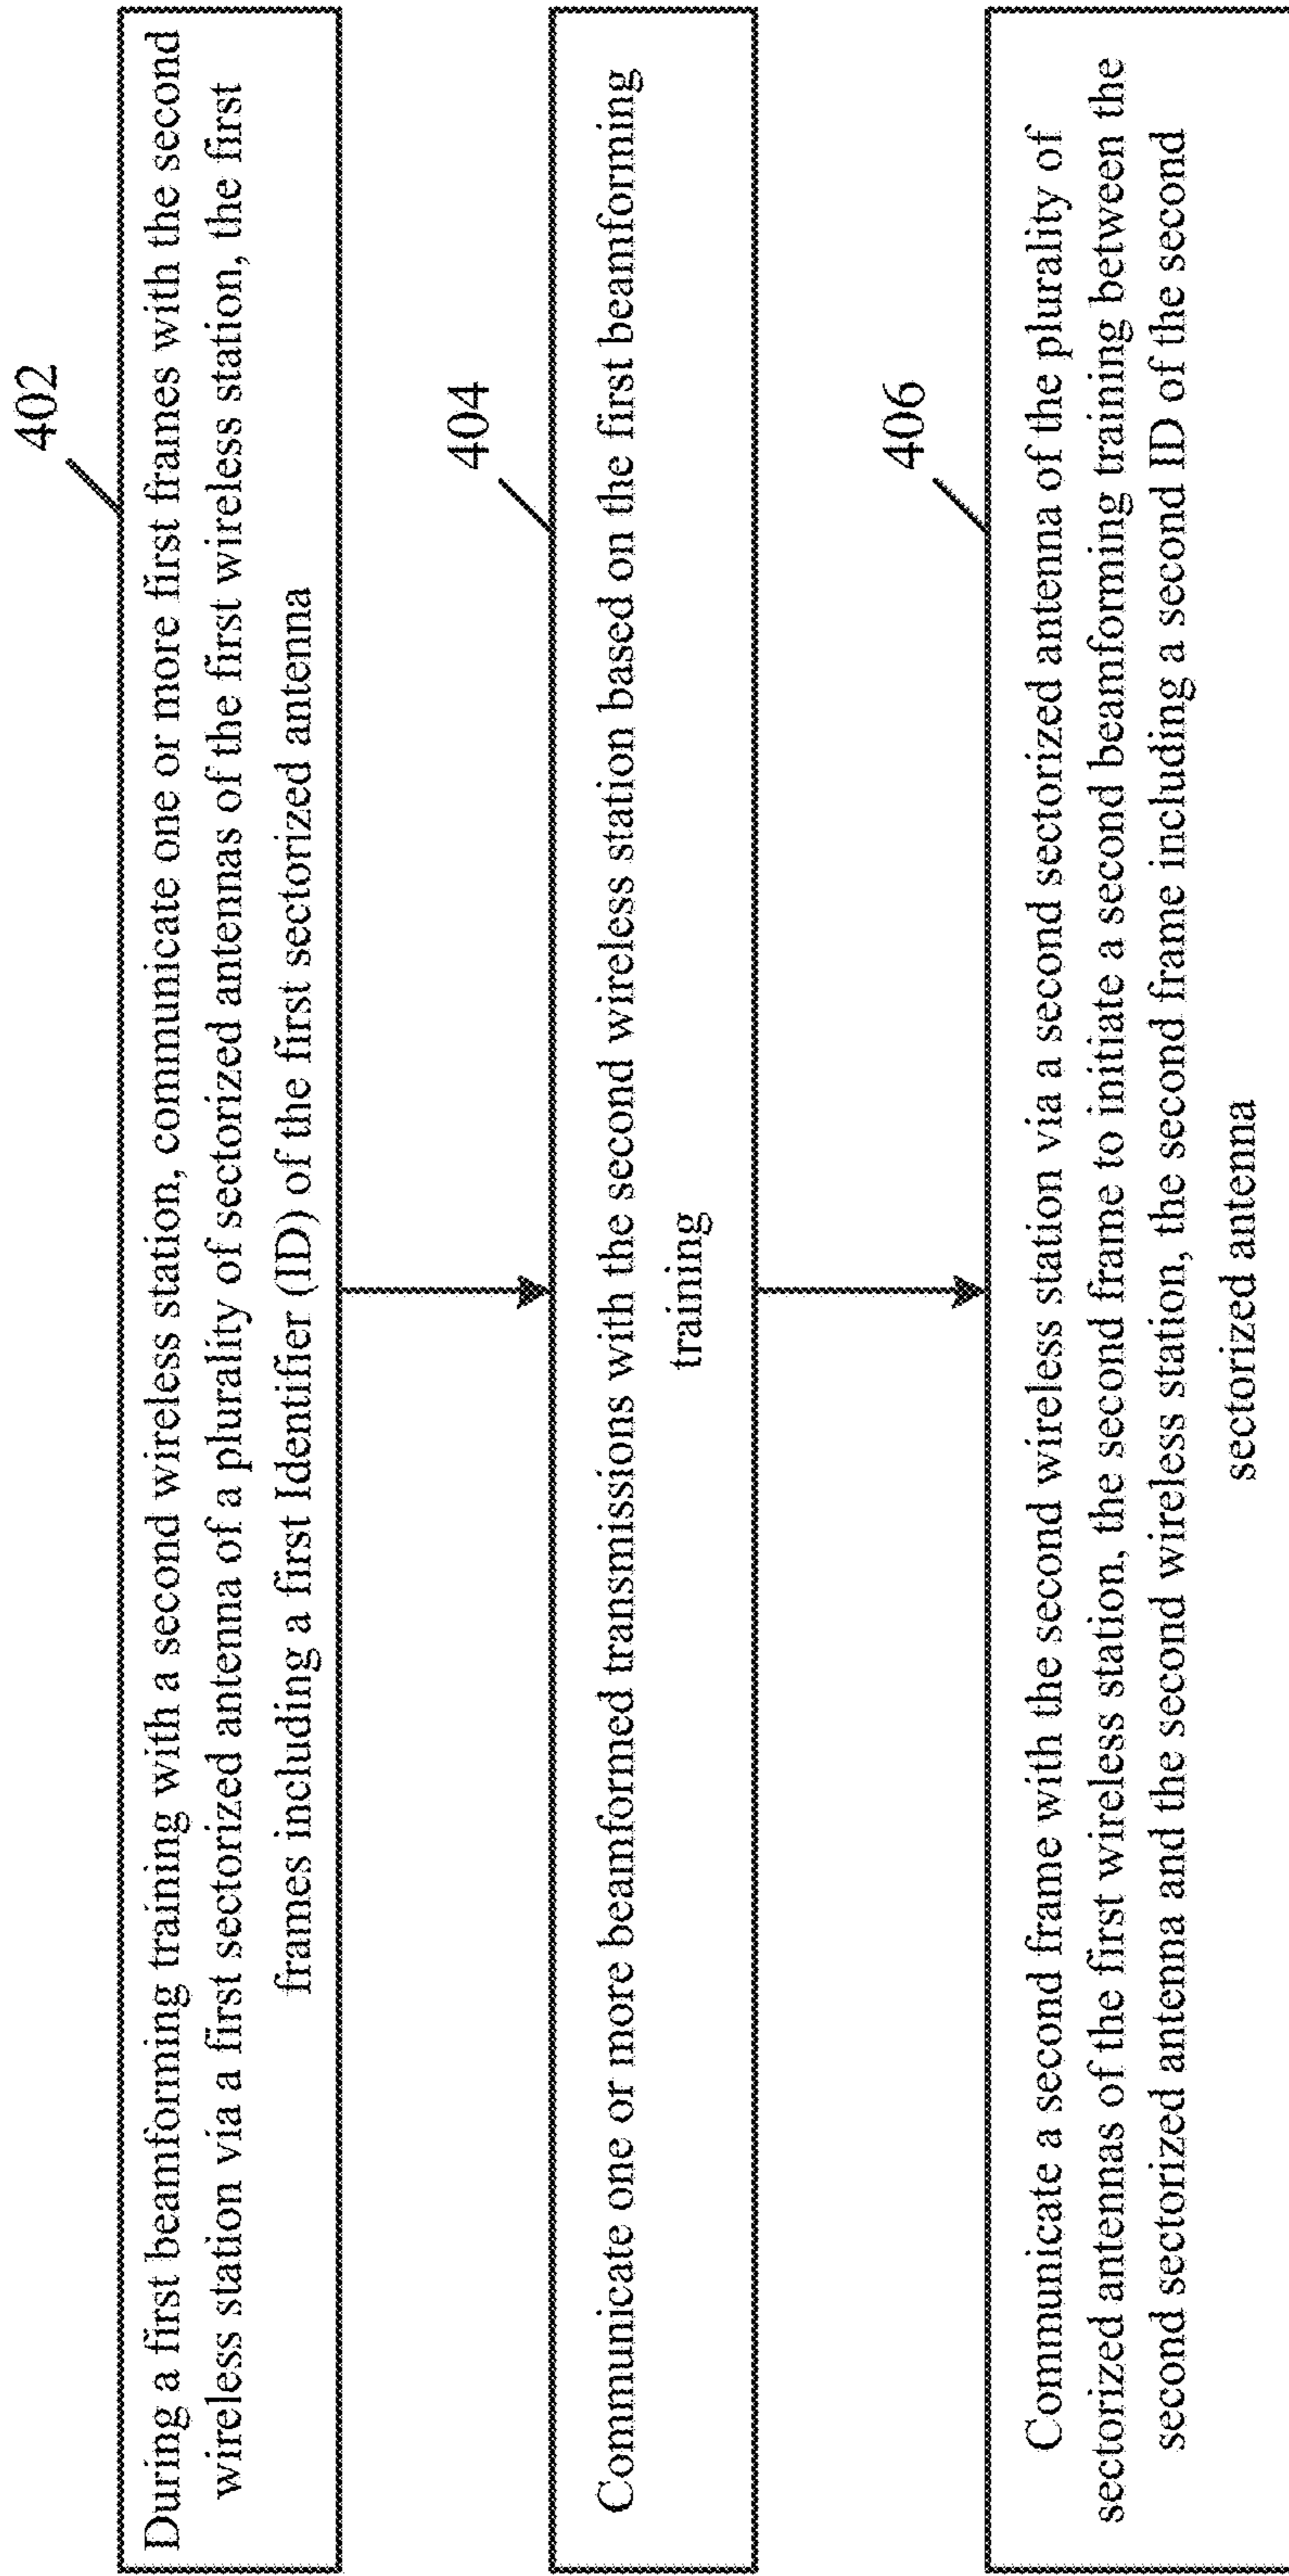 402
During a first beamforming training with a second wireless station, communicate one or more first frames with the second
wireless station via a first sectorized antenna of a plurality of sectorized antennas of the first wireless station, the first
frames including a first Identifier (ID) of the first sectorized antenna
404
Communicate one or more beamformed transmissions with the second wireless station based on the first beamforming
training
406
Communicate a second frame with the second wireless station via a second sectorized antenna of the plurality of
sectorized antennas of the first wireless station, the second frame to initiate a second beamforming training between the
second sectorized antenna and the second wireless station, the second frame including a second ID of the second
sectorized antenna